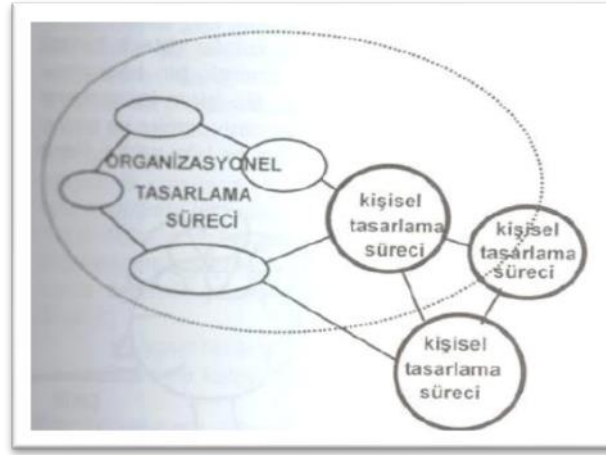 ORGANİZASYONEL
TASARLAMA
SÜRECİ
kişisel
tasarlama
süreci
kişisel
tasarlama
süreci
kişisel
tasarlama
süreci